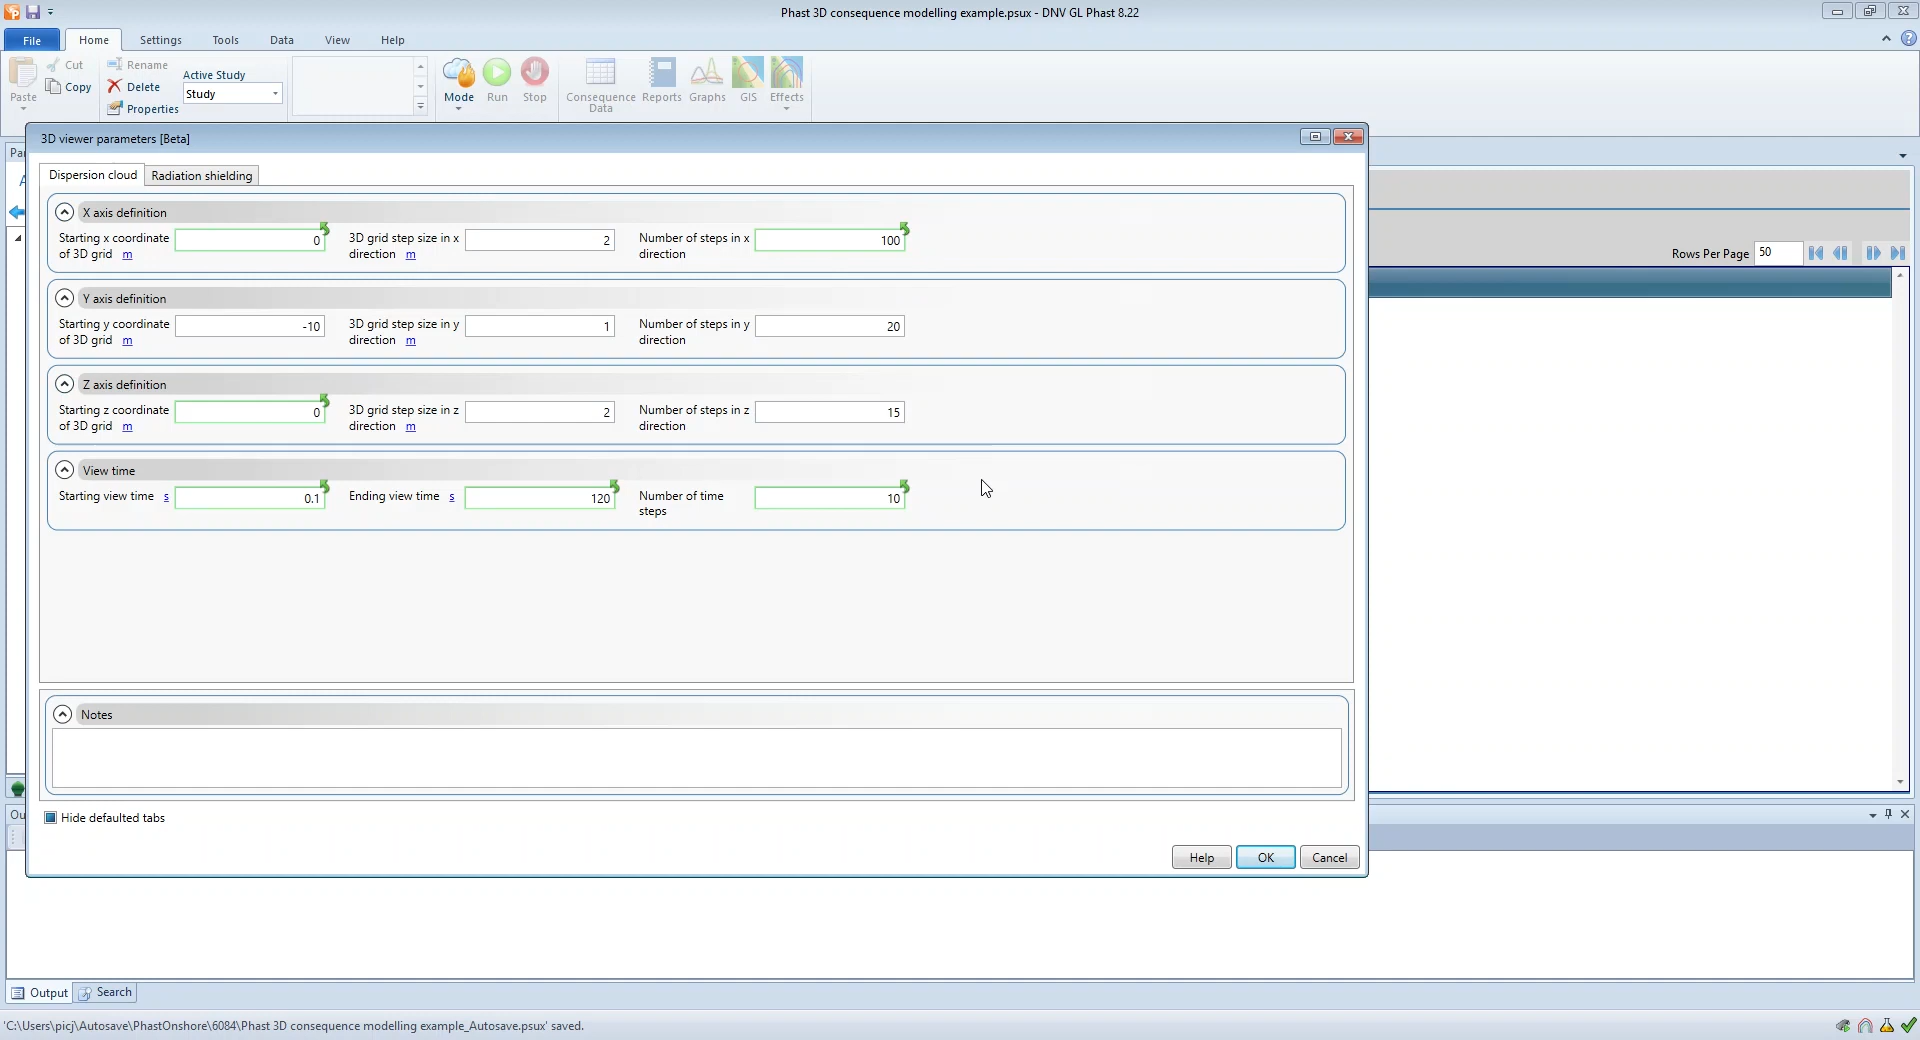 Phast 3D consequence modelling example.psux - DNV GL Phast 8.22
File Home Settings Tools Data View Help
Paste
Cut
Copy
Rename
Delete
Properties
Active Study
Study
Mode Run Stop
Consequence
Data
Reports Graphs GIS Effects
3D viewer parameters [Beta]
Dispersion cloud Radiation shielding
X axis definition
Starting x coordinate
of 3D grid m
0
3D grid step size in x
direction m
2
Number of steps in x
direction
100
Y axis definition
Starting y coordinate
of 3D grid m
-10
3D grid step size in y
direction m
1
Number of steps in y
direction
20
Z axis definition
Starting z coordinate
of 3D grid m
0
3D grid step size in z
direction m
2
Number of steps in z
direction
15
View time
Starting view time s
0.1
Ending view time s
120
Number of time
steps
10
Notes
Hide defaulted tabs
Help OK Cancel
Rows Per Page 50
Pa
Ou
Output Search
'C:\Users\picj\Autosave\PhastOnshore\6084\Phast 3D consequence modelling example_Autosave.psux' saved.